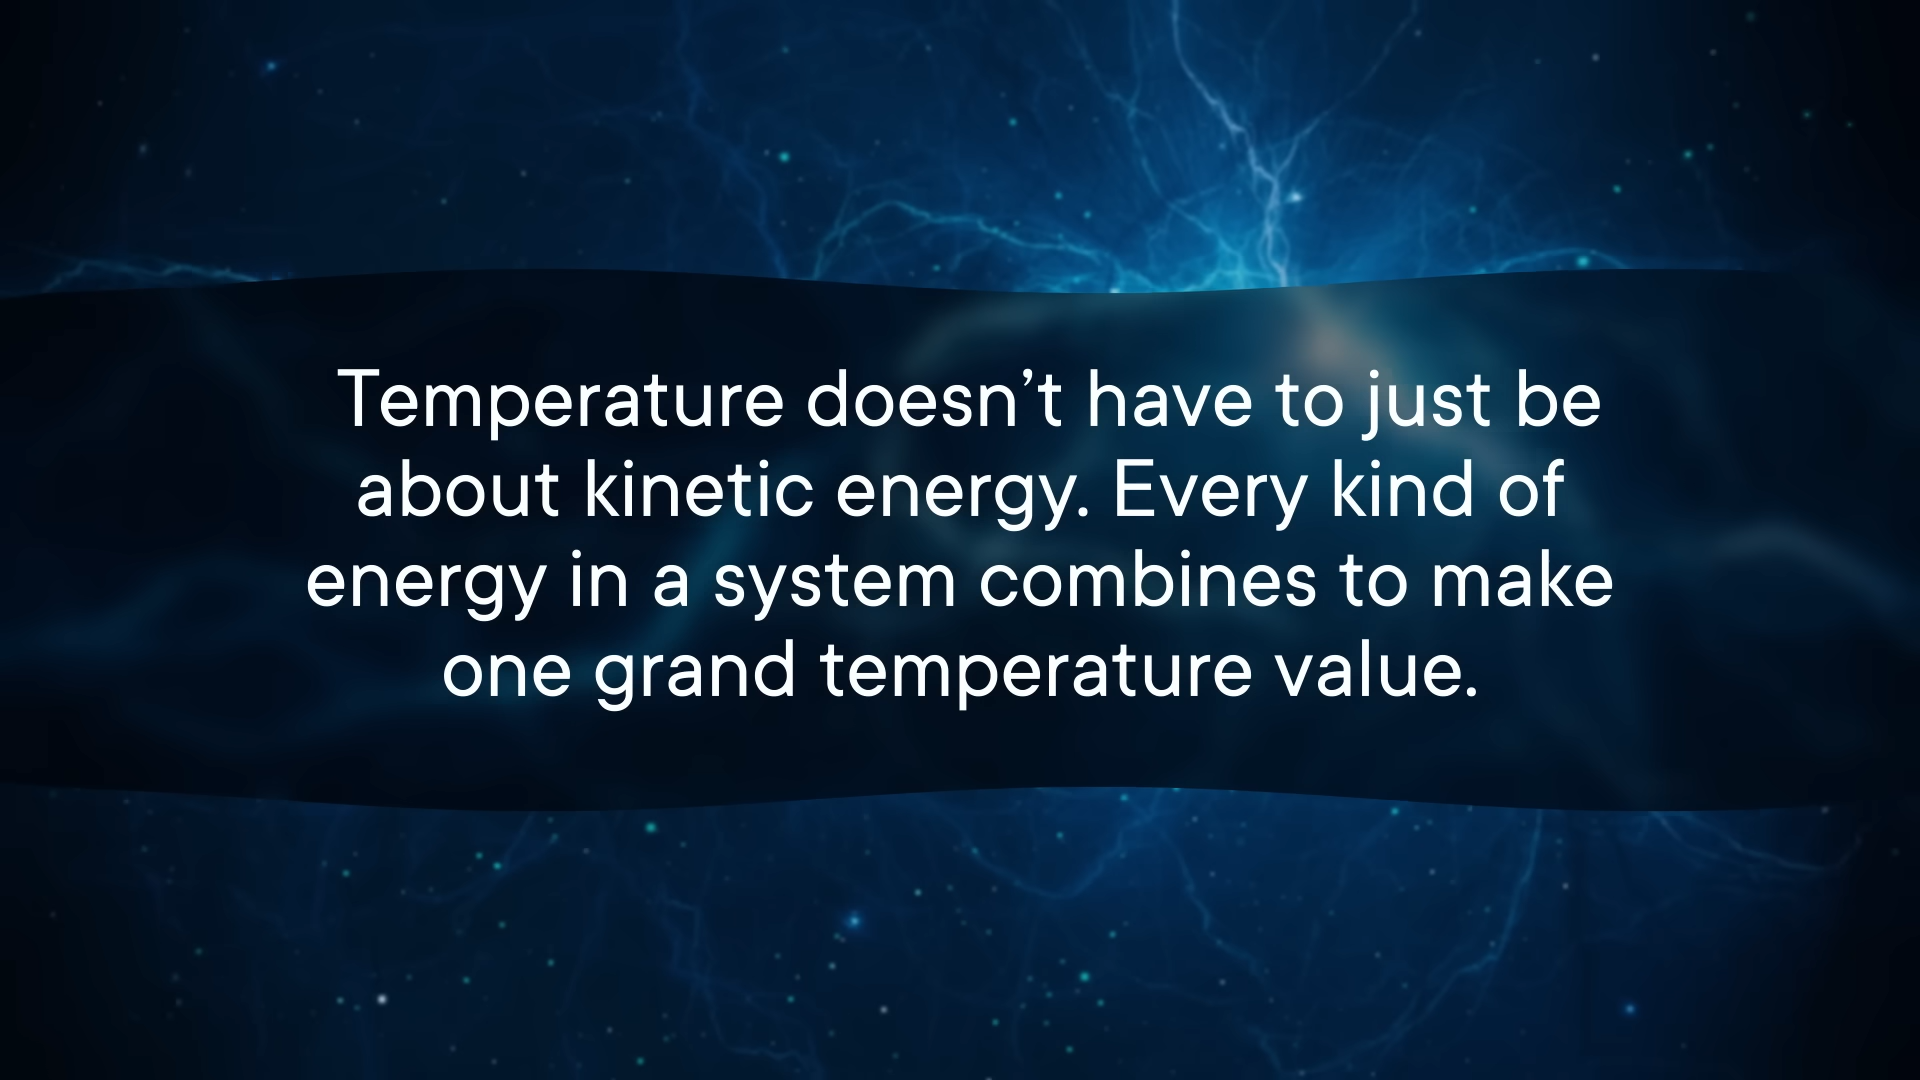 Temperature doesn’t have to just be
about kinetic energy. Every kind of
energy in a system combines to make
one grand temperature value.